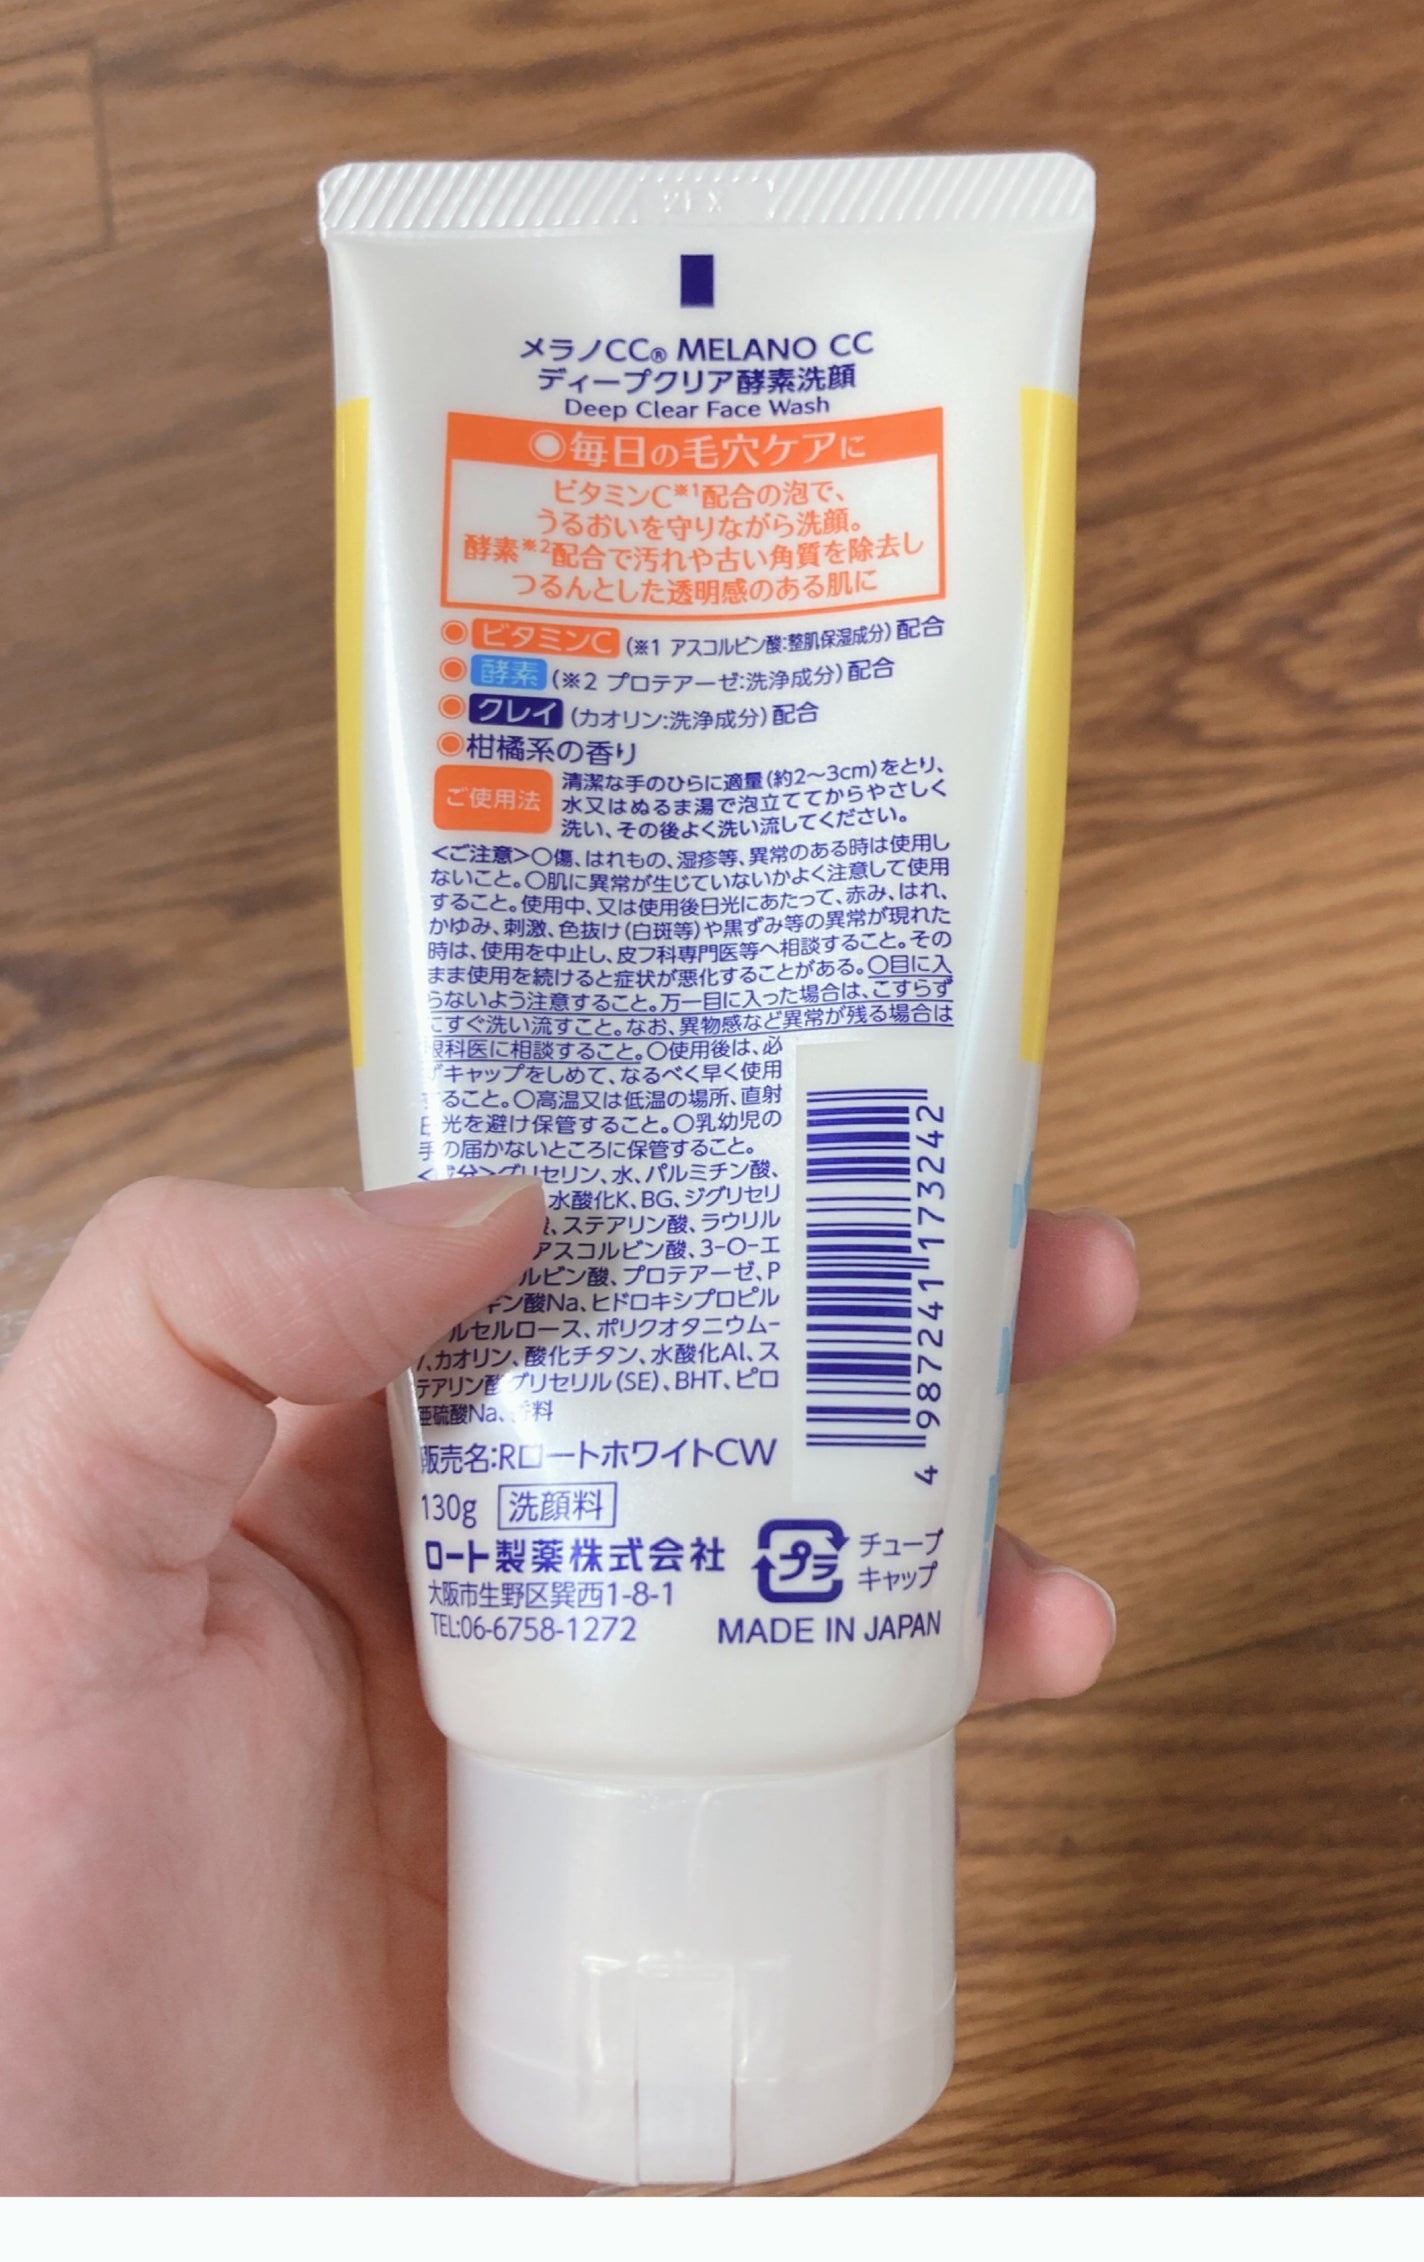 メラノCC® MELANO CC
ディープクリア酵素洗顔
Deep Clear Face Wash
◉毎日の毛穴ケアに
ビタミンC※1配合の泡で、
うるおいを守りながら洗顔。
酵素※2配合で汚れや古い角質を除去し
つるんとした透明感のある肌に
◉ビタミンC(※1 アスコルビン酸:整肌保湿成分)配合
◉酵素(※2 プロテアーゼ:洗浄成分)配合
◉クレイ(カオリン:洗浄成分)配合
◉柑橘系の香り
ご使用法
清潔な手のひらに適量(約2〜3cm)をとり、
水又はぬるま湯で泡立ててからやさしく
洗い、その後よく洗い流してください。
<ご注意>〇傷、はれもの、湿疹等、異常のある時は使用し
ないこと。〇肌に異常が生じていないかよく注意して使用
すること。使用中、又は使用後日光にあたって、赤み、はれ、
かゆみ、刺激、色抜け(白斑等)や黒ずみ等の異常が現れた
時は、使用を中止し、皮フ科専門医等へ相談すること。その
まま使用を続けると症状が悪化することがある。〇目に入
らないよう注意すること。万一目に入った場合は、こすらず
にすぐ洗い流すこと。なお、異物感など異常が残る場合は
眼科医に相談すること。〇使用後は、必
ずキャップをしめて、なるべく早く使用
すること。〇高温又は低温の場所、直射
日光を避け保管すること。〇乳幼児の
手の届かないところに保管すること。
<成分>グリセリン、水、パルミチン酸、
水酸化K、BG、ジグリセリ
、ステアリン酸、ラウリル
アスコルビン酸、3-O-エ
ルビン酸、プロテアーゼ、P
ン酸Na、ヒドロキシプロピル
ルセルロース、ポリクオタニウム-
7、カオリン、酸化チタン、水酸化Al、ス
テアリン酸グリセリル(SE)、BHT、ピロ
亜硫酸Na、香料
販売名:RロートホワイトCW
130g 洗顔料
ロート製薬株式会社
大阪市生野区巽西1-8-1
TEL:06-6758-1272
4 987241 173242
プラ
チューブ
キャップ
MADE IN JAPAN